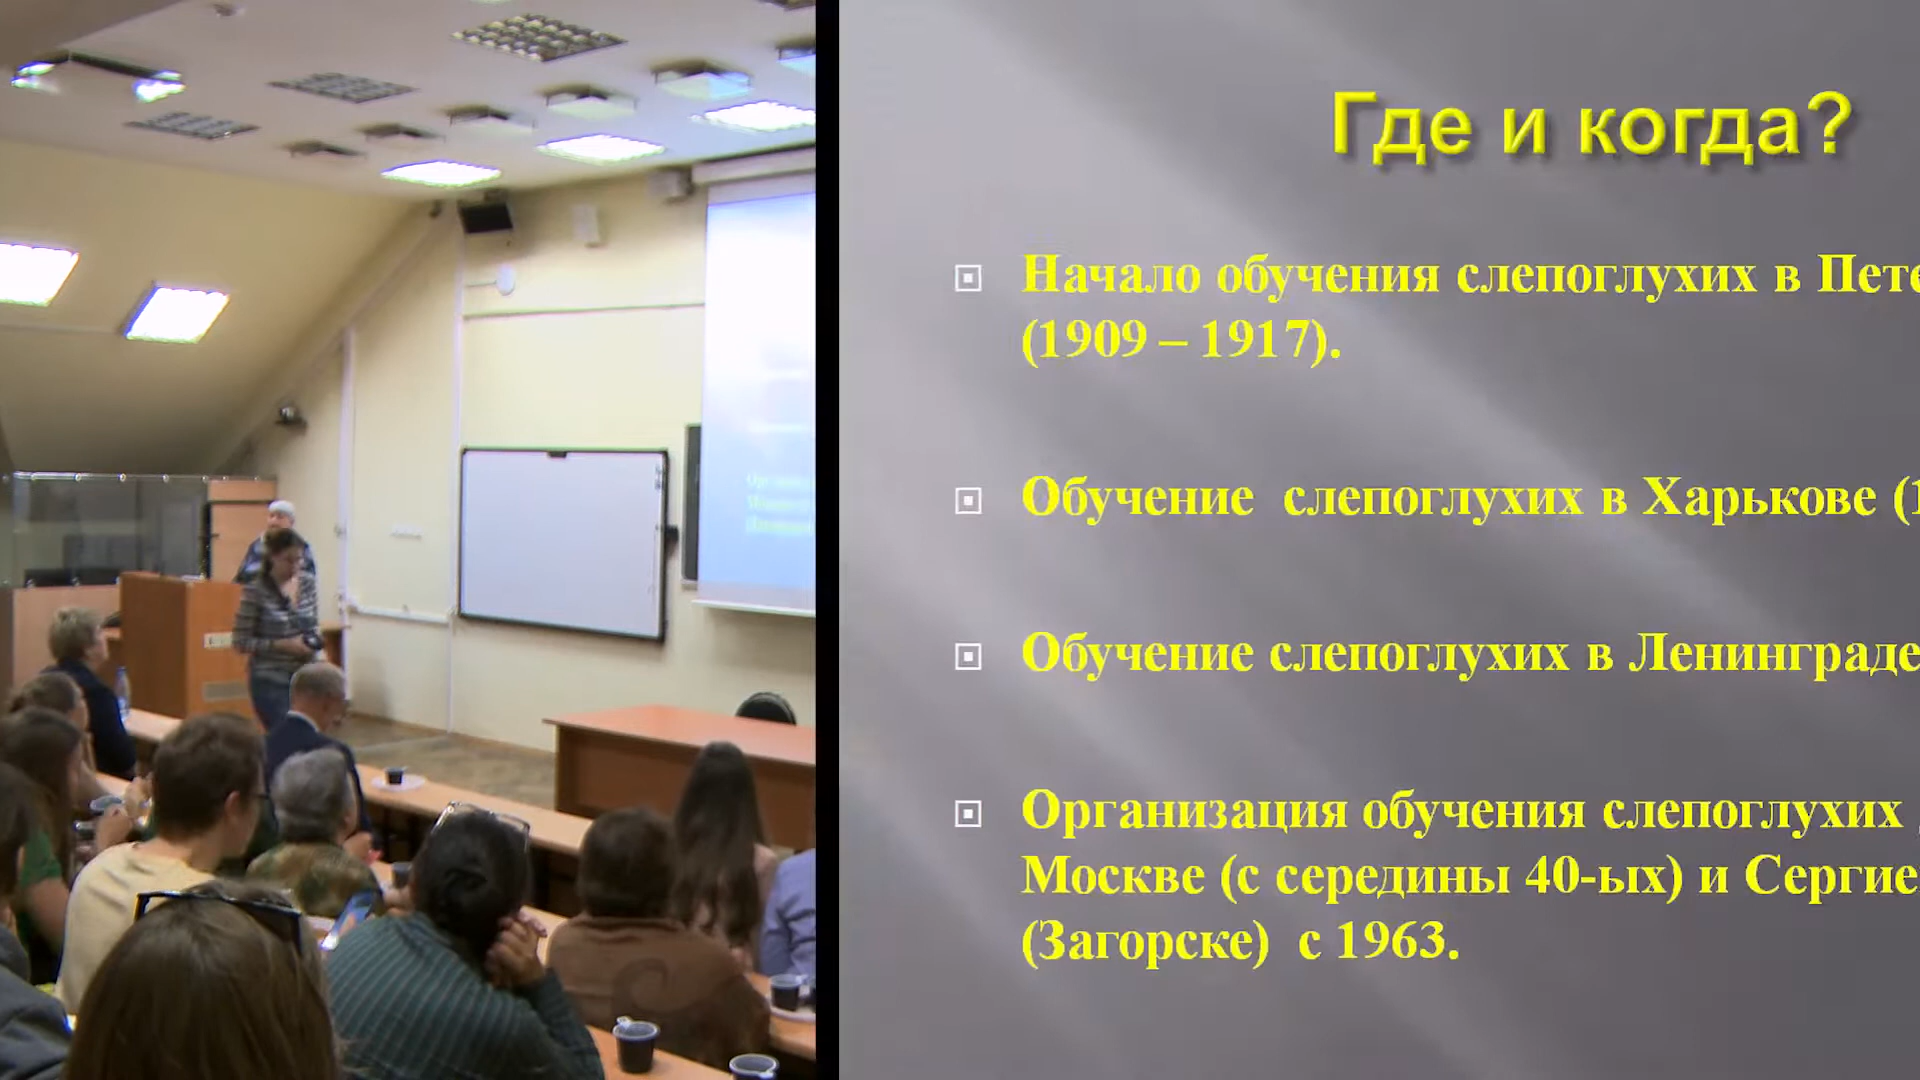 Где и когда?
Начало обучения слепоглухих в Пете
(1909 – 1917).
Обучение слепоглухих в Харькове (1
Обучение слепоглухих в Ленинграде
Организация обучения слепоглухих
Москве (с середины 40-ых) и Сергие
(Загорске) с 1963.